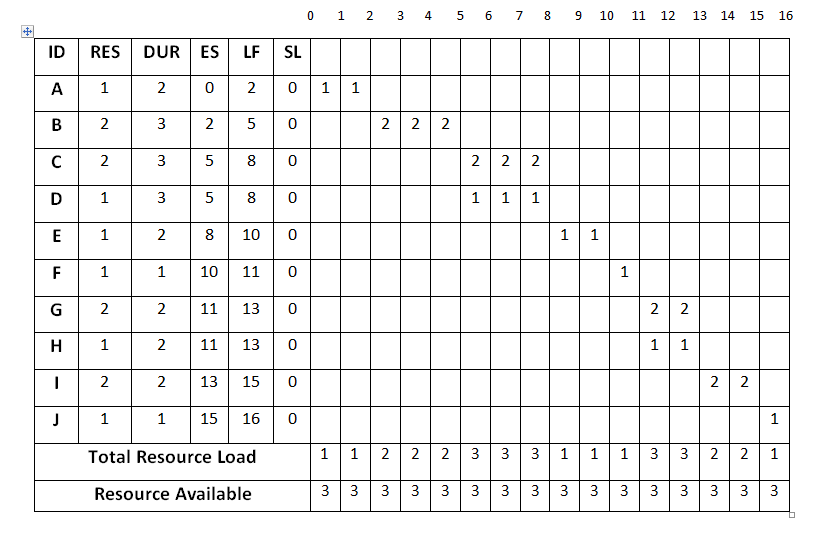 0 1 2 3 4 5 6 7 8 9 10 11 12 13 14 15 16
ID RES DUR ES LF SL
A 1 2 0 2 0 1 1
B 2 3 2 5 0 2 2 2
C 2 3 5 8 0 2 2 2
D 1 3 5 8 0 1 1 1
E 1 2 8 10 0 1 1
F 1 1 10 11 0 1
G 2 2 11 13 0 2 2
H 1 2 11 13 0 1 1
I 2 2 13 15 0 2 2
J 1 1 15 16 0 1
Total Resource Load 1 1 2 2 2 3 3 3 1 1 1 3 3 2 2 1
Resource Available 3 3 3 3 3 3 3 3 3 3 3 3 3 3 3 3